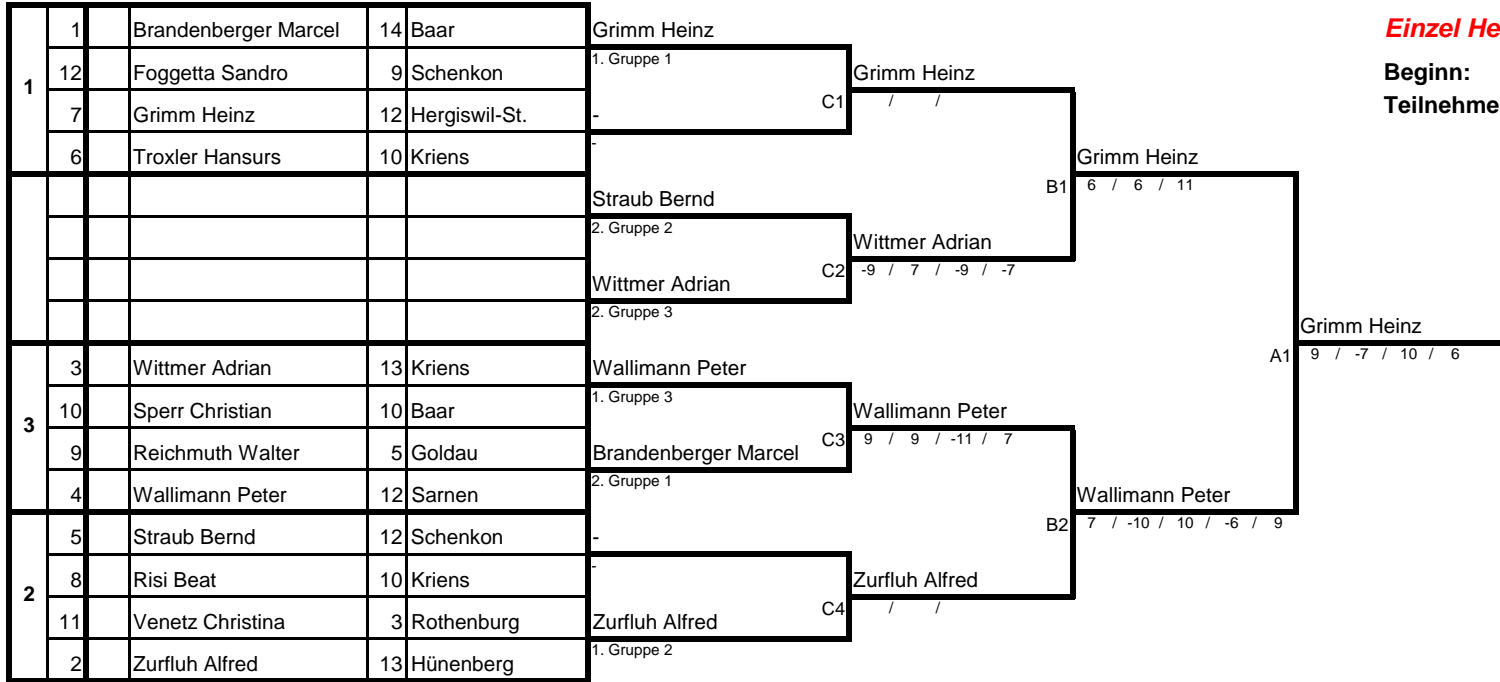 1 Brandenberger Marcel 14 Baar Grimm Heinz
Einzel He
1. Gruppe 1
12 Foggetta Sandro 9 Schenkon Grimm Heinz
Beginn:
1
C1 / /
Teilnehme
7 Grimm Heinz 12 Hergiswil-St. -
-
6 Troxler Hansurs 10 Kriens Grimm Heinz
B1 6 / 6 / 11
Straub Bernd
2. Gruppe 2
Wittmer Adrian
C2 -9 / 7 / -9 / -7
Wittmer Adrian
2. Gruppe 3
Grimm Heinz
A1 9 / -7 / 10 / 6
3 Wittmer Adrian 13 Kriens Wallimann Peter
1. Gruppe 3
10 Sperr Christian 10 Baar Wallimann Peter
3
C3 9 / 9 / -11 / 7
9 Reichmuth Walter 5 Goldau Brandenberger Marcel
2. Gruppe 1
4 Wallimann Peter 12 Sarnen Wallimann Peter
B2 7 / -10 / 10 / -6 / 9
5 Straub Bernd 12 Schenkon -
-
8 Risi Beat 10 Kriens Zurfluh Alfred
2
C4 / /
11 Venetz Christina 3 Rothenburg Zurfluh Alfred
1. Gruppe 2
2 Zurfluh Alfred 13 Hünenberg